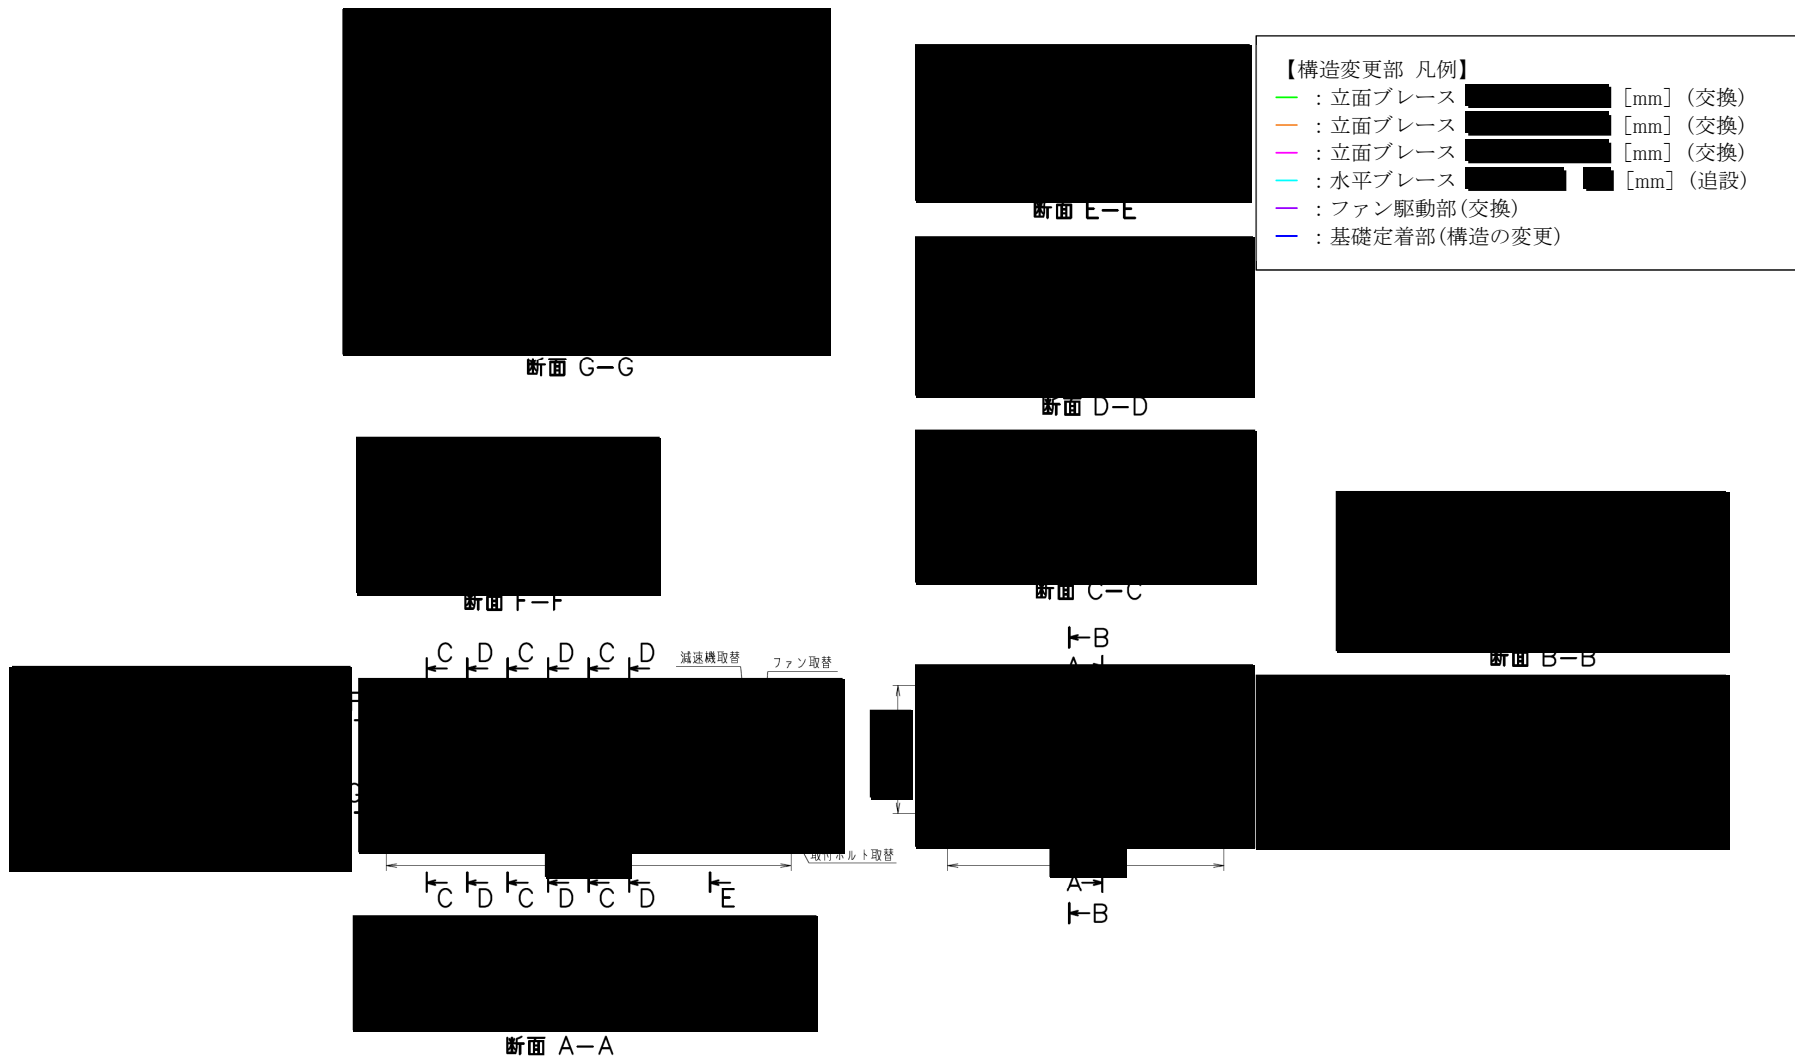 【構造変更部 凡例】
― : 立面ブレース [mm] (交換)
― : 立面ブレース [mm] (交換)
― : 立面ブレース [mm] (交換)
― : 水平ブレース [mm] (追設)
― : ファン駆動部(交換)
― : 基礎定着部(構造の変更)
断面 E-E
断面 G-G
断面 D-D
断面 C-C
断面 F-F
B
A
断面 B-B
C D C D C D
減速機取替
ファン取替
F
G
取付ボルト取替
C D C D C D E
A
B
断面 A-A